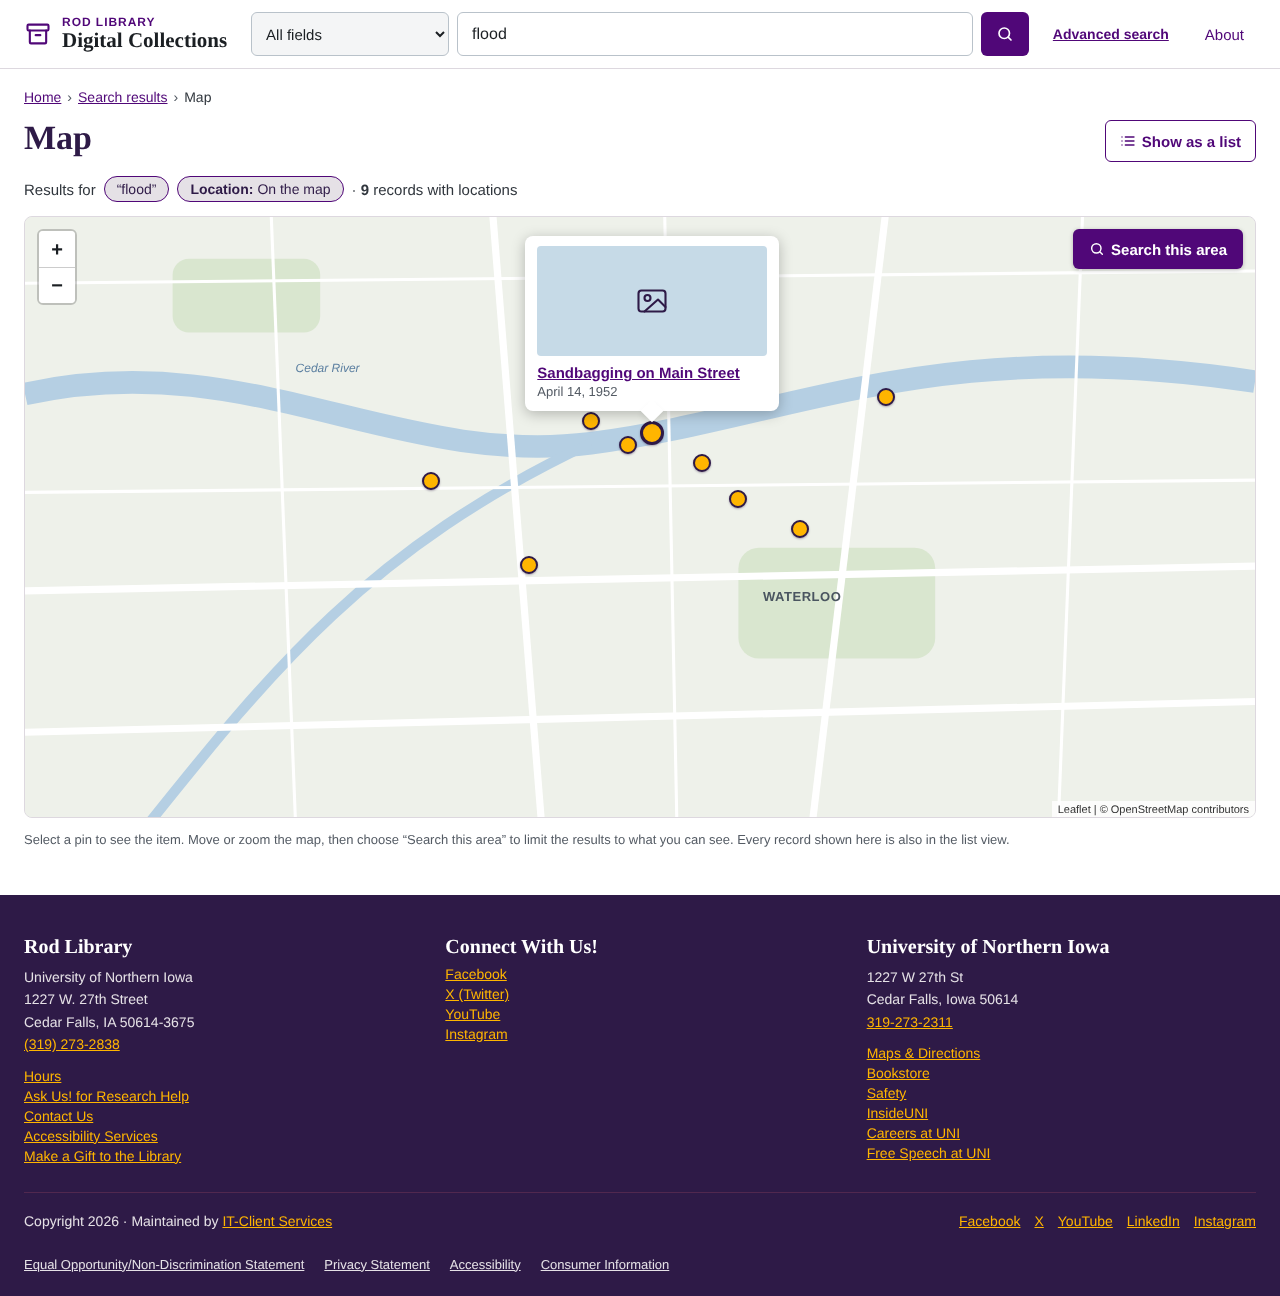 ROD LIBRARY
Digital Collections
All fields
flood
Advanced search
About
Home › Search results › Map
Map
Show as a list
Results for “flood” Location: On the map · 9 records with locations
+
−
Search this area
Cedar River
Sandbagging on Main Street
April 14, 1952
WATERLOO
Leaflet | © OpenStreetMap contributors
Select a pin to see the item. Move or zoom the map, then choose “Search this area” to limit the results to what you can see. Every record shown here is also in the list view.
Rod Library
University of Northern Iowa
1227 W. 27th Street
Cedar Falls, IA 50614-3675
(319) 273-2838
Hours
Ask Us! for Research Help
Contact Us
Accessibility Services
Make a Gift to the Library
Connect With Us!
Facebook
X (Twitter)
YouTube
Instagram
University of Northern Iowa
1227 W 27th St
Cedar Falls, Iowa 50614
319-273-2311
Maps & Directions
Bookstore
Safety
InsideUNI
Careers at UNI
Free Speech at UNI
Copyright 2026 · Maintained by IT-Client Services
Facebook X YouTube LinkedIn Instagram
Equal Opportunity/Non-Discrimination Statement Privacy Statement Accessibility Consumer Information